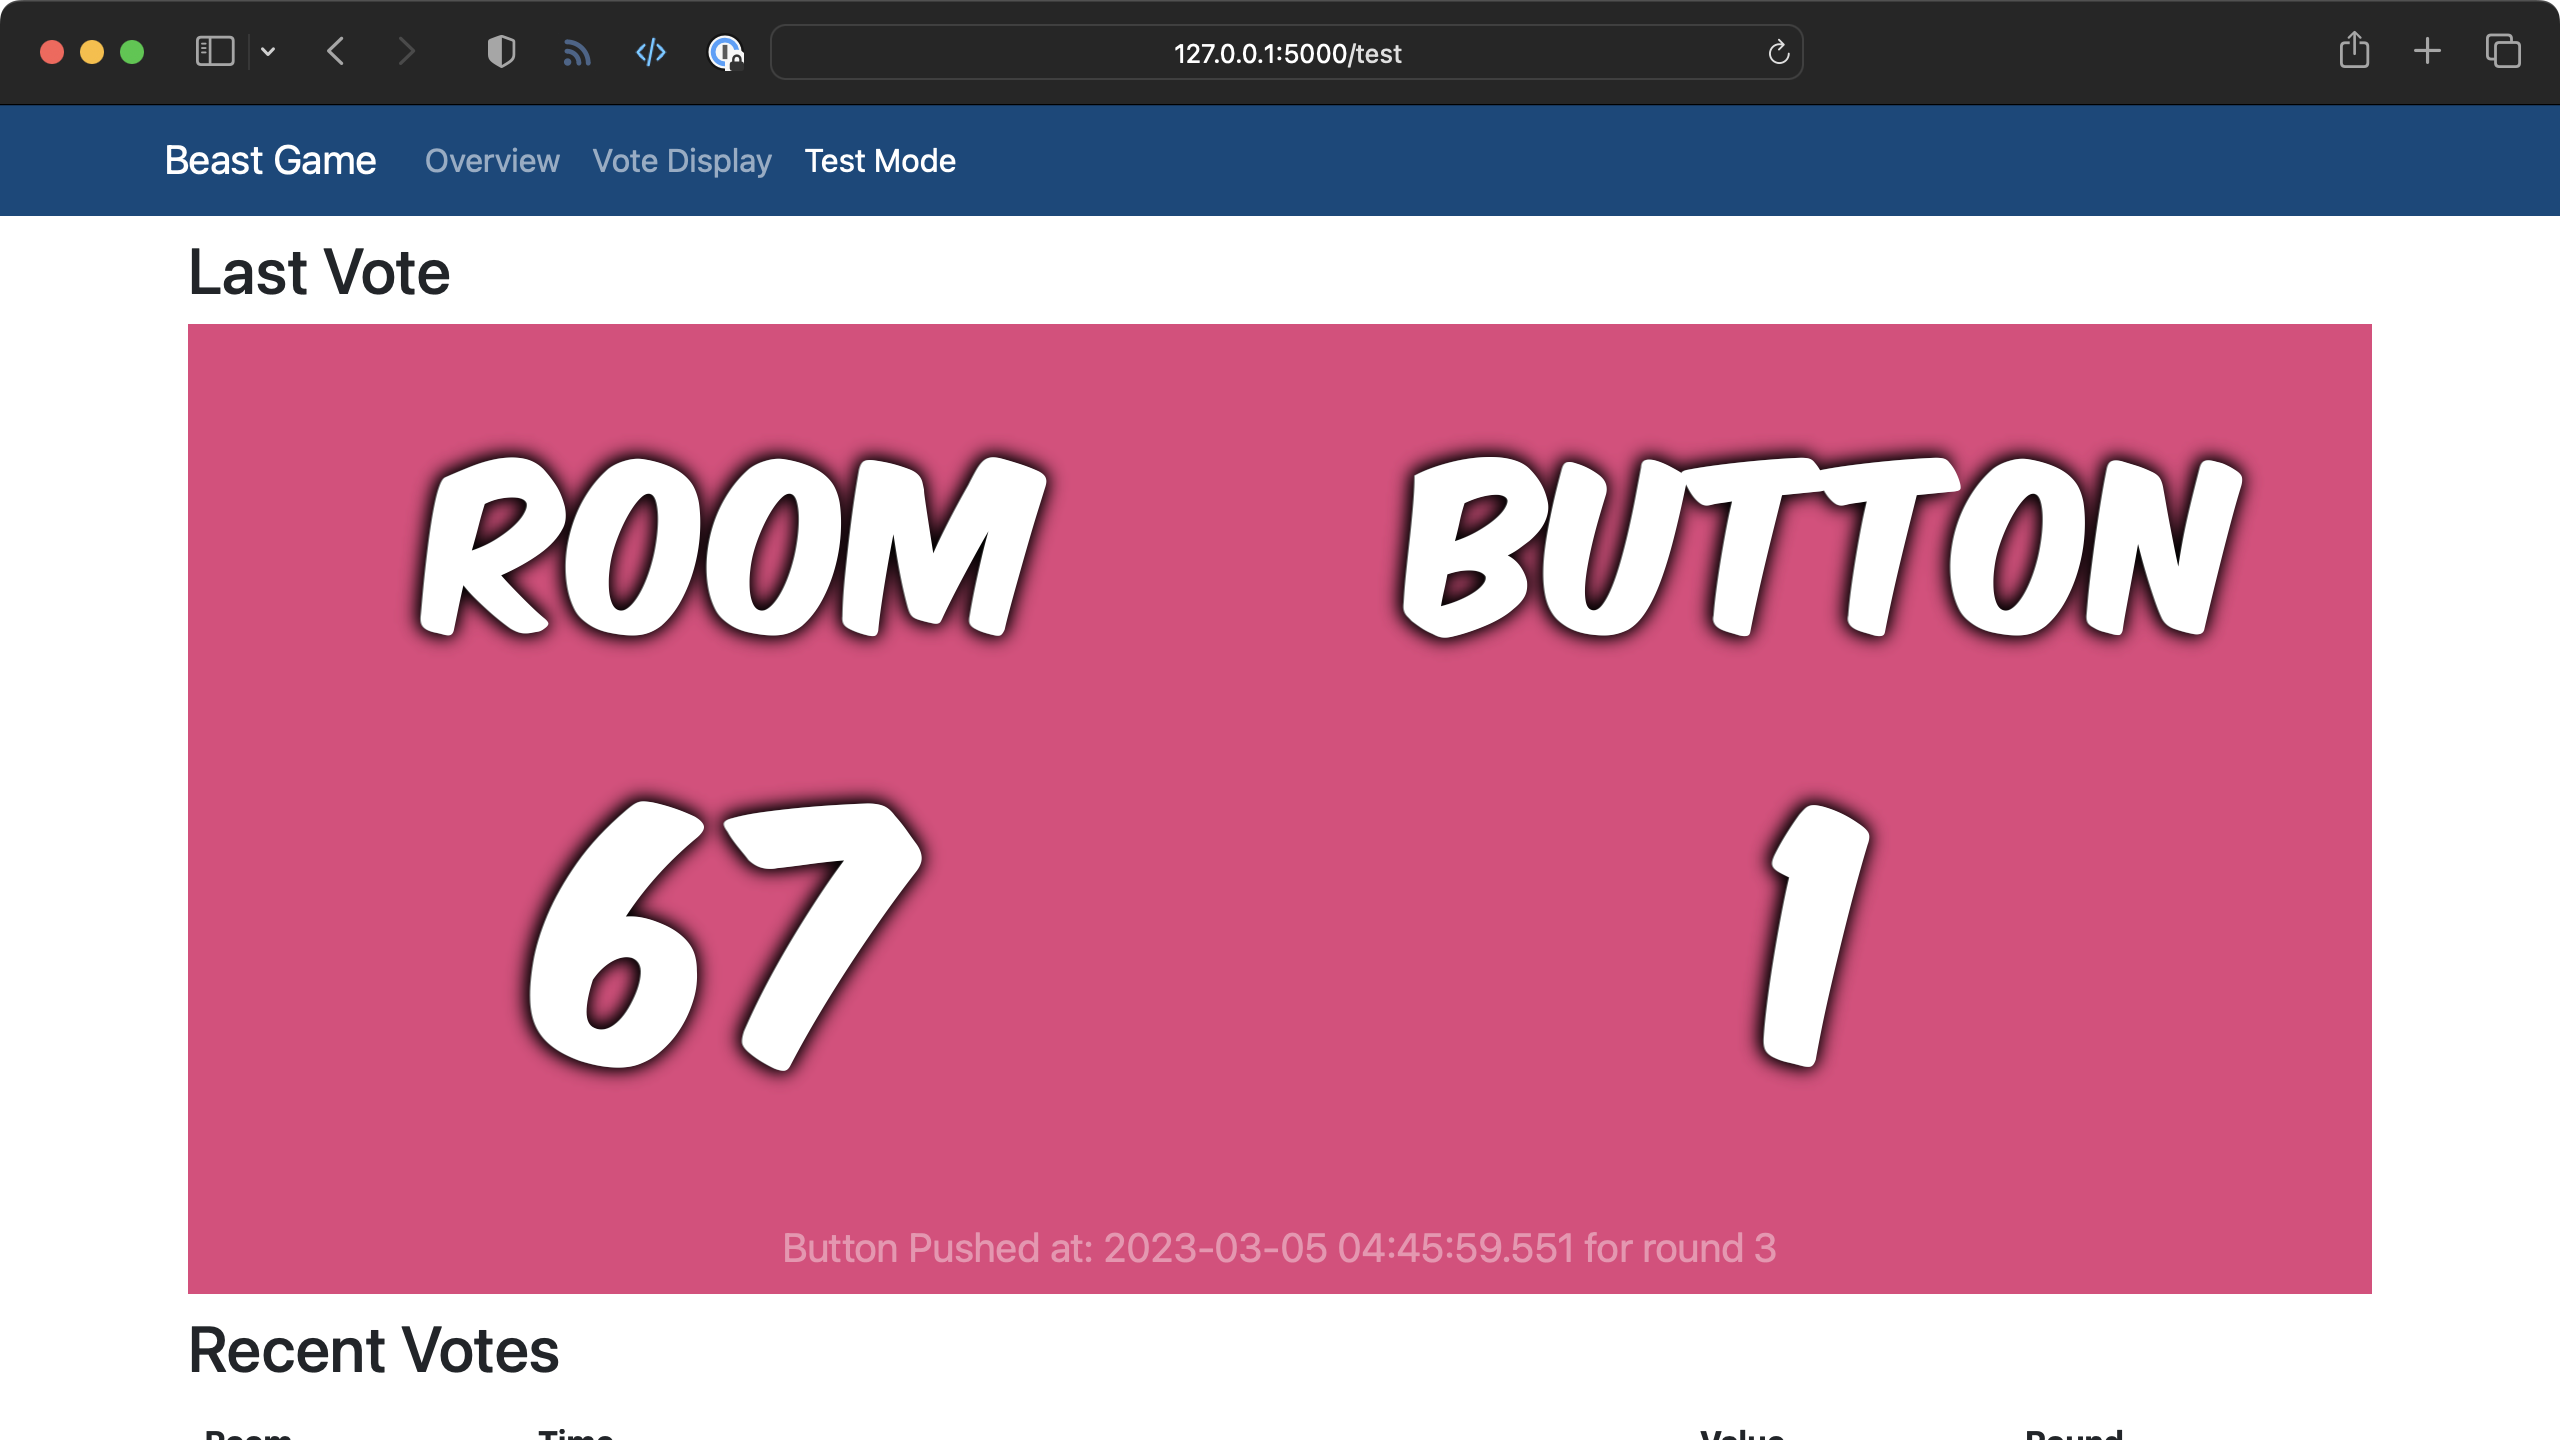 127.0.0.1:5000/test
Beast Game Overview Vote Display Test Mode
Last Vote
ROOM BUTTON
67 1
Button Pushed at: 2023-03-05 04:45:59.551 for round 3
Recent Votes
Room Time Value Round